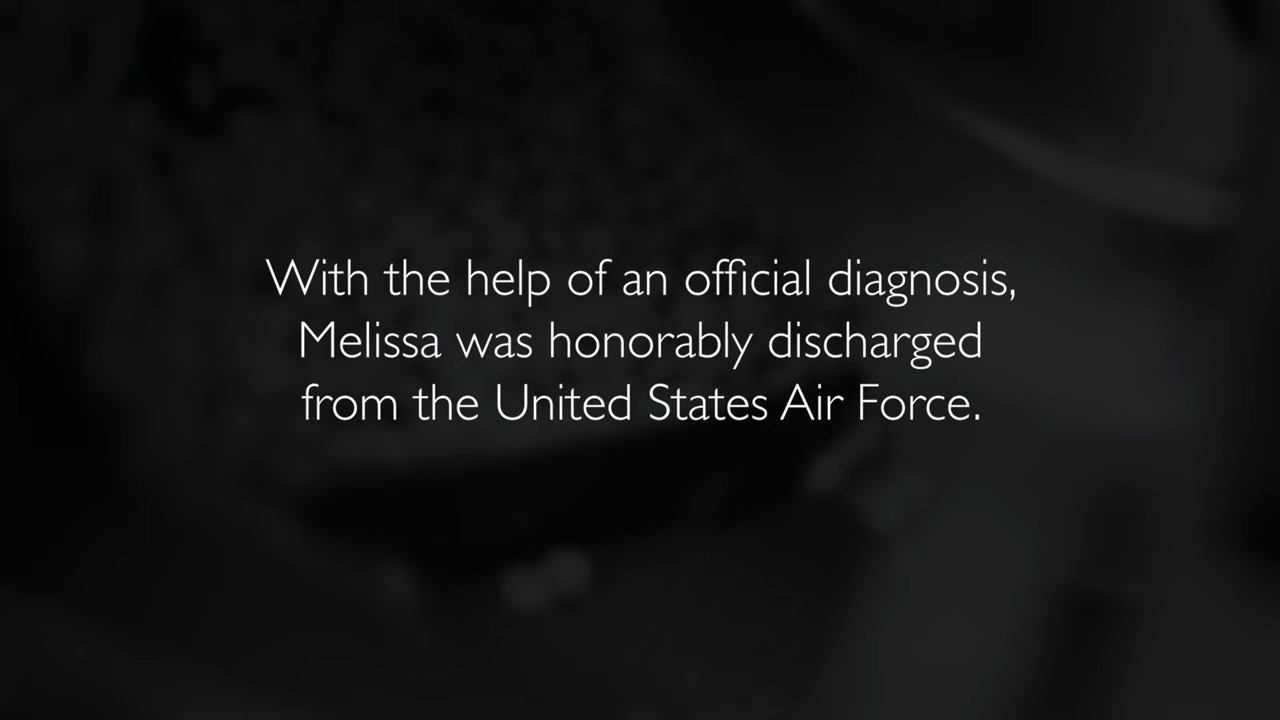 With the help of an official diagnosis,
Melissa was honorably discharged
from the United States Air Force.